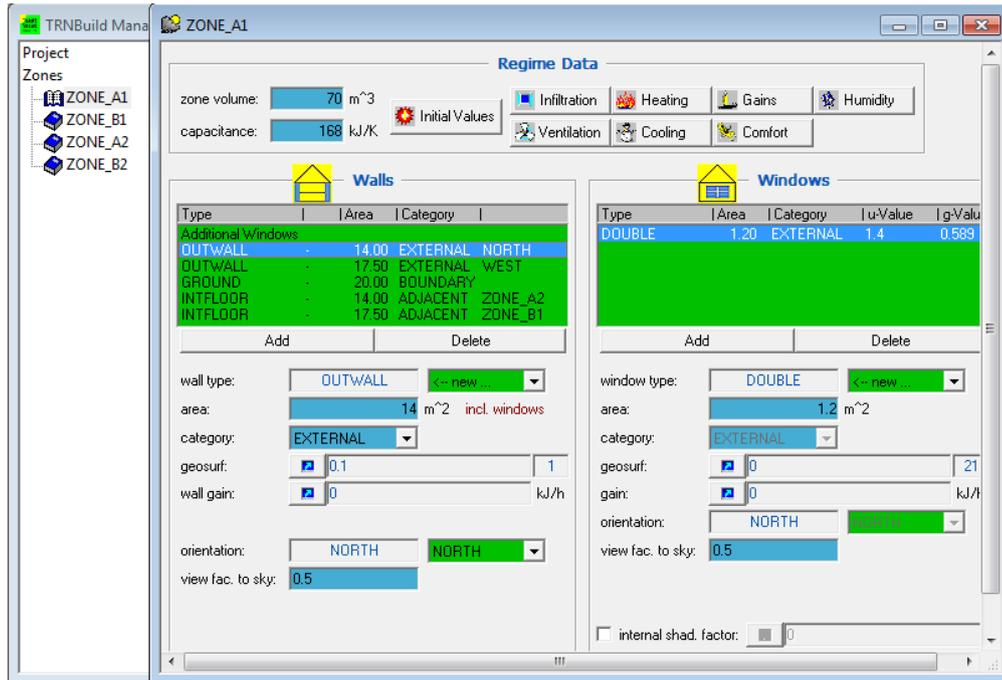 TRNBuild Mana
ZONE_A1
Project
Zones
ZONE_A1
ZONE_B1
ZONE_A2
ZONE_B2
Regime Data
zone volume: 70 m^3
capacitance: 168 kJ/K
Initial Values
Infiltration Heating Gains Humidity
Ventilation Cooling Comfort
Walls
Type | | Area | Category |
Additional Windows
OUTWALL - 14.00 EXTERNAL NORTH
OUTWALL - 17.50 EXTERNAL WEST
GROUND - 20.00 BOUNDARY
INTFLOOR - 14.00 ADJACENT ZONE_A2
INTFLOOR - 17.50 ADJACENT ZONE_B1
Add Delete
wall type: OUTWALL <-- new ...
area: 14 m^2 incl. windows
category: EXTERNAL
geosurf: 0.1 1
wall gain: 0 kJ/h
orientation: NORTH NORTH
view fac. to sky: 0.5
Windows
Type | Area | Category | u-Value | g-Valu
DOUBLE 1.20 EXTERNAL 1.4 0.589
Add Delete
window type: DOUBLE <-- new ...
area: 1.2 m^2
category: EXTERNAL
geosurf: 0 21
gain: 0 kJ/h
orientation: NORTH NORTH
view fac. to sky: 0.5
internal shad. factor: 0